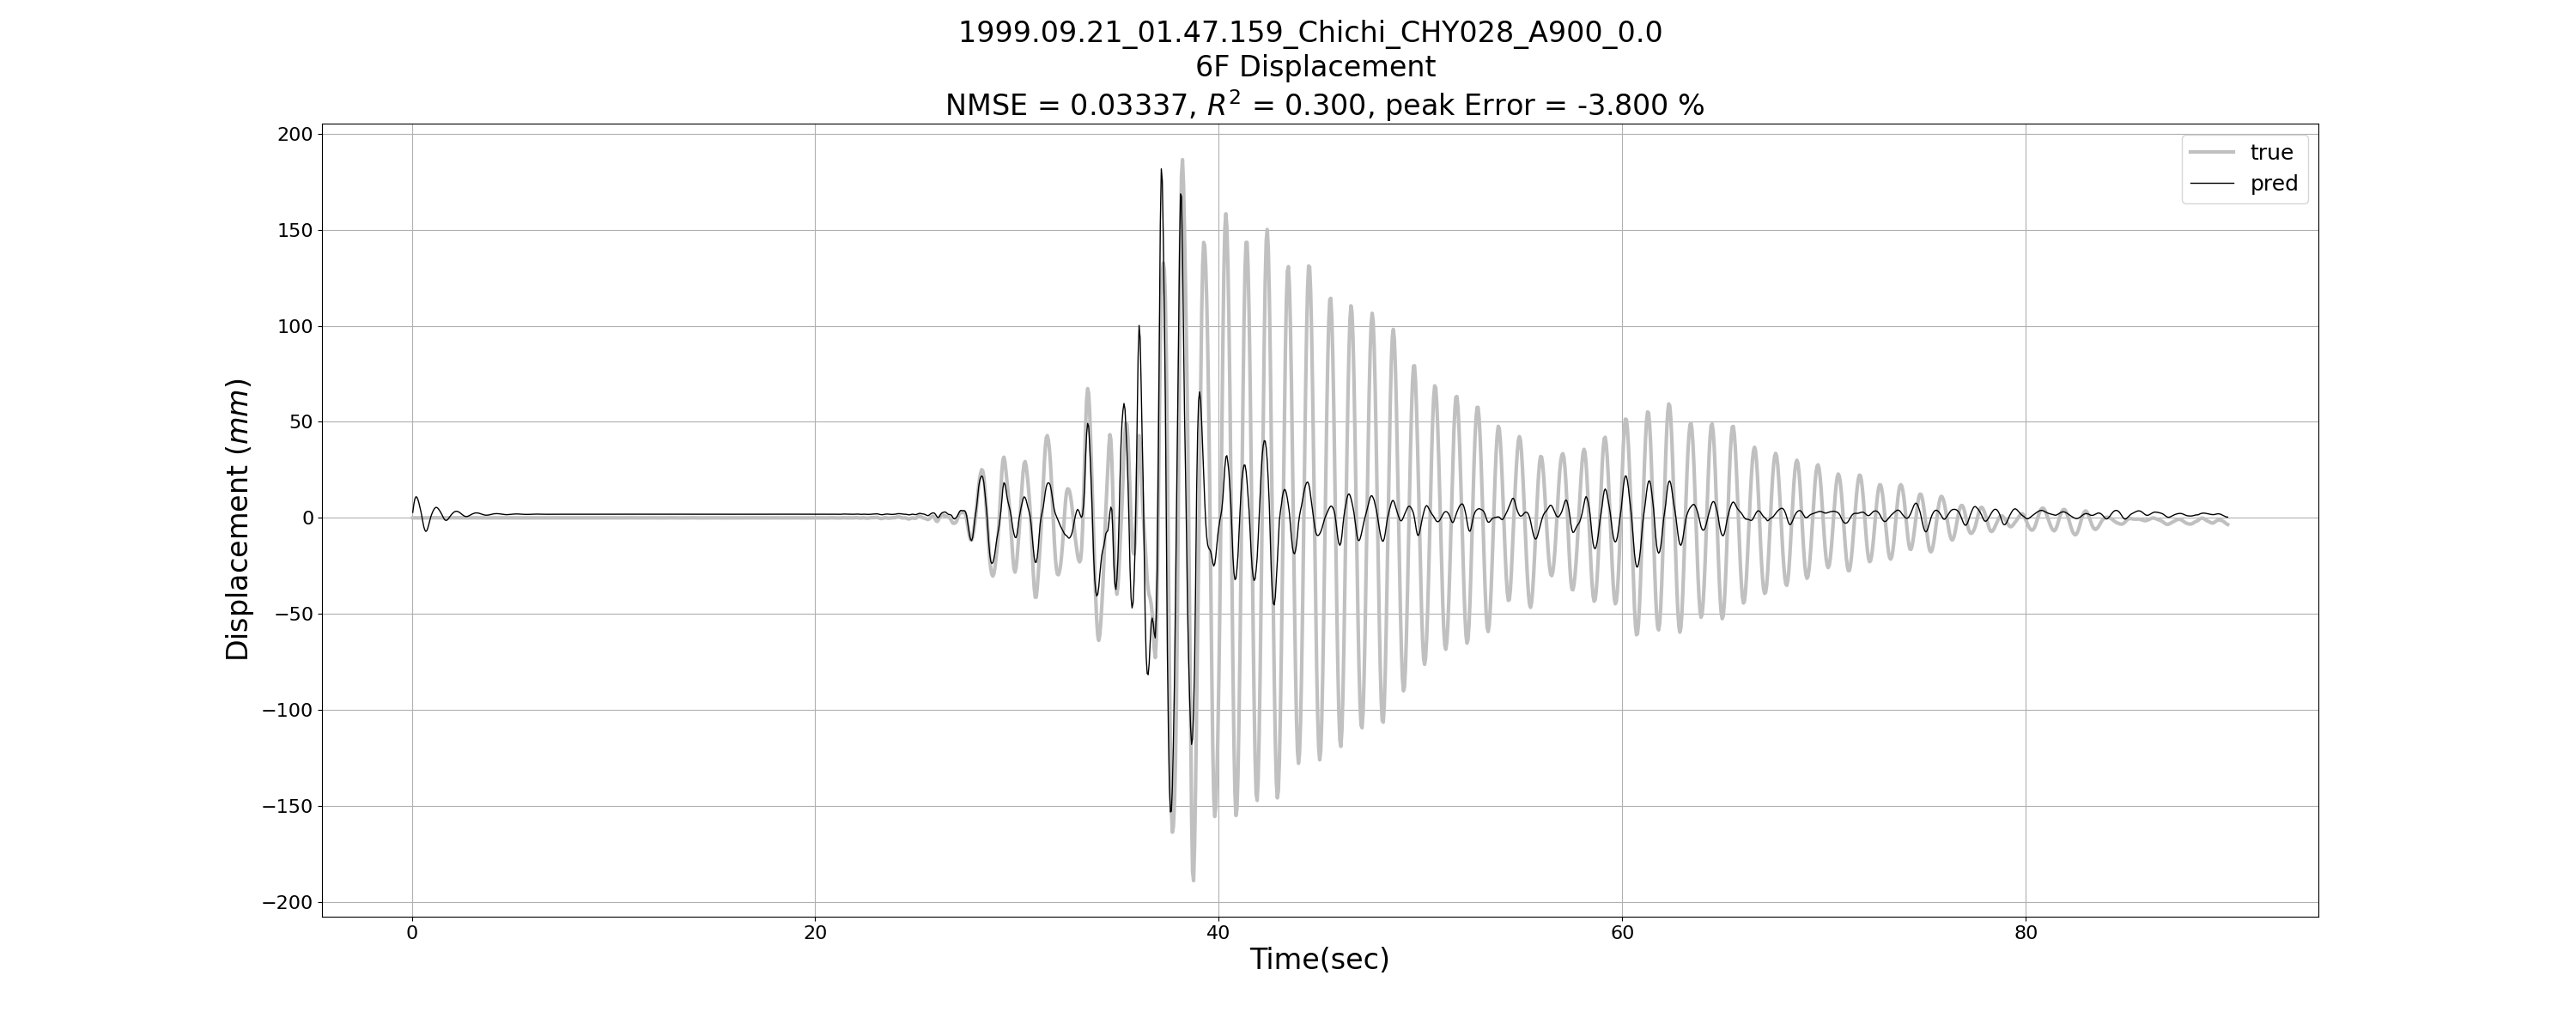 1999.09.21_01.47.159_Chichi_CHY028_A900_0.0
6F Displacement
NMSE = 0.03337, R² = 0.300, peak Error = -3.800 %
true
pred
Displacement (mm)
200
150
100
50
0
−50
−100
−150
−200
0 20 40 60 80
Time(sec)